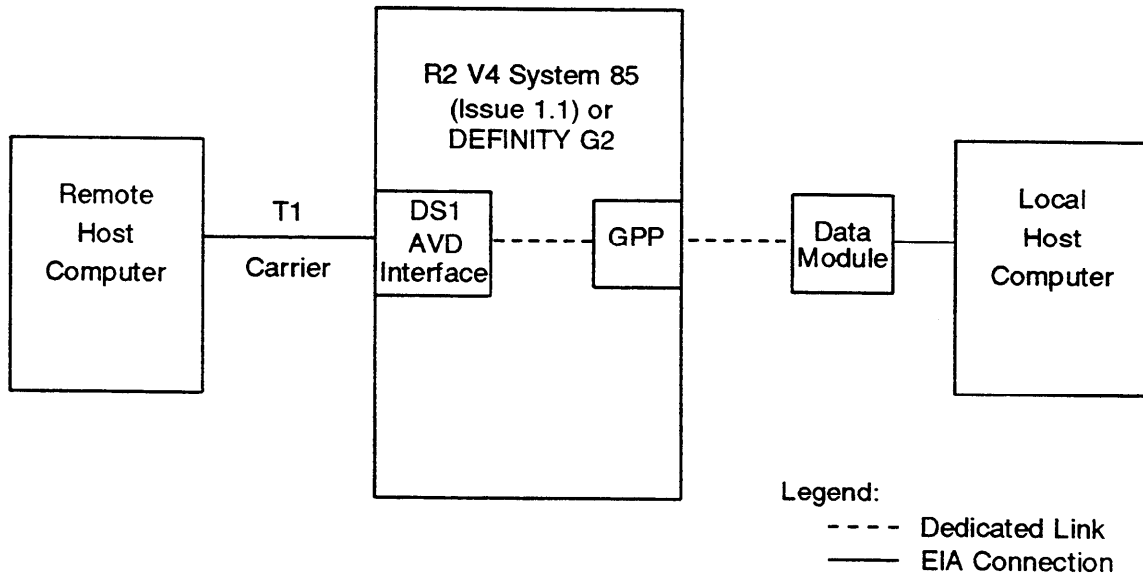 R2 V4 System 85
(Issue 1.1) or
DEFINITY G2
Remote
Host
Computer
T1
Carrier
DS1
AVD
Interface
GPP
Data
Module
Local
Host
Computer
Legend:
Dedicated Link
EIA Connection